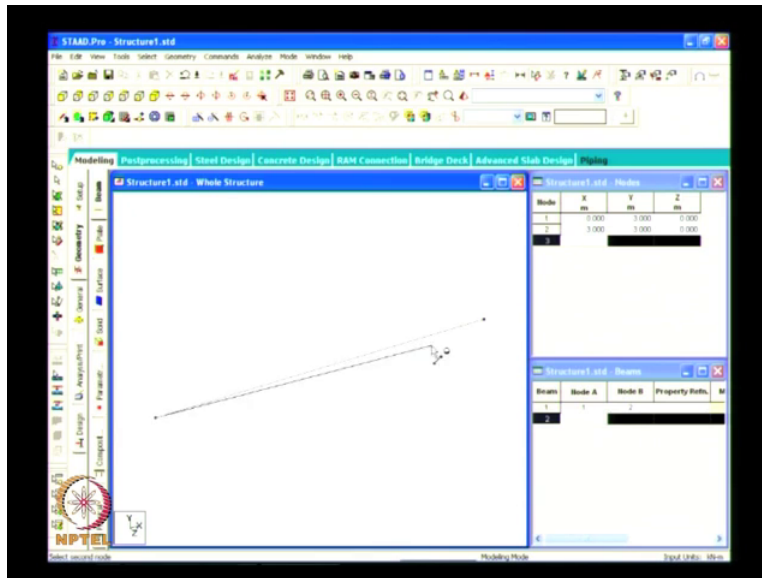 STAAD.Pro - Structure1.std
File Edit View Tools Select Geometry Commands Analyze Mode Window Help
Modeling Postprocessing Steel Design Concrete Design RAM Connection Bridge Deck Advanced Slab Design Piping
Setup
Geometry
General
Analysis/Print
Design
Beam
Plate
Surface
Solid
Parametri
Composit
Structure1.std - Whole Structure
Y
X
Z
Structure1.std - Nodes
Node X Y Z
m m m
1 0.000 3.000 0.000
2 3.000 3.000 0.000
3
Structure1.std - Beams
Beam Node A Node B Property Refn. M
1 1 2
2
NPTEL
Select second node Modeling Mode Input Units: kN-m